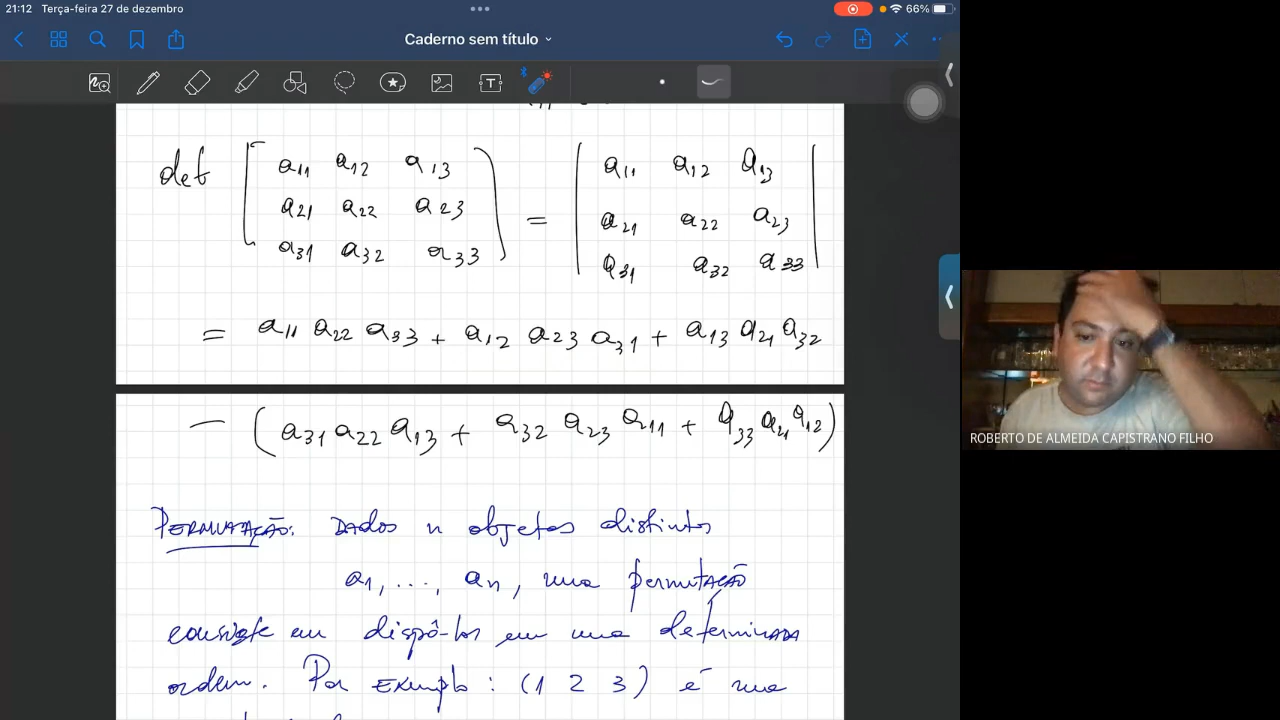 21:12 Terça-feira 27 de dezembro
66%
Caderno sem título
det [ a11 a12 a13 ] = | a11 a12 a13 |
a21 a22 a23 a21 a22 a23
a31 a32 a33 a31 a32 a33
= a11 a22 a33 + a12 a23 a31 + a13 a21 a32
- (a31 a22 a13 + a32 a23 a11 + a33 a21 a12)
PERMUTAÇÃO: DADOS n objetos distintos
a1, ..., an, uma permutação
consiste em dispô-los em uma determinada
ordem. Por exemplo: (1 2 3) é uma
ROBERTO DE ALMEIDA CAPISTRANO FILHO